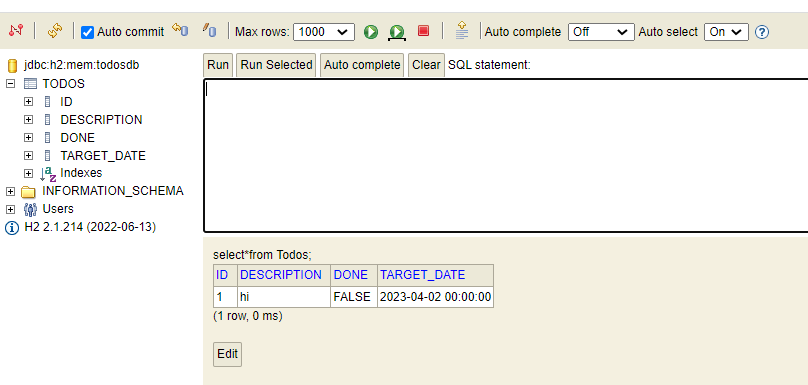 Auto commit Max rows: 1000 Auto complete Off Auto select On ?
jdbc:h2:mem:todosdb
TODOS
ID
DESCRIPTION
DONE
TARGET_DATE
Indexes
INFORMATION_SCHEMA
Users
H2 2.1.214 (2022-06-13)
Run Run Selected Auto complete Clear SQL statement:
select*from Todos;
ID DESCRIPTION DONE TARGET_DATE
1 hi FALSE 2023-04-02 00:00:00
(1 row, 0 ms)
Edit